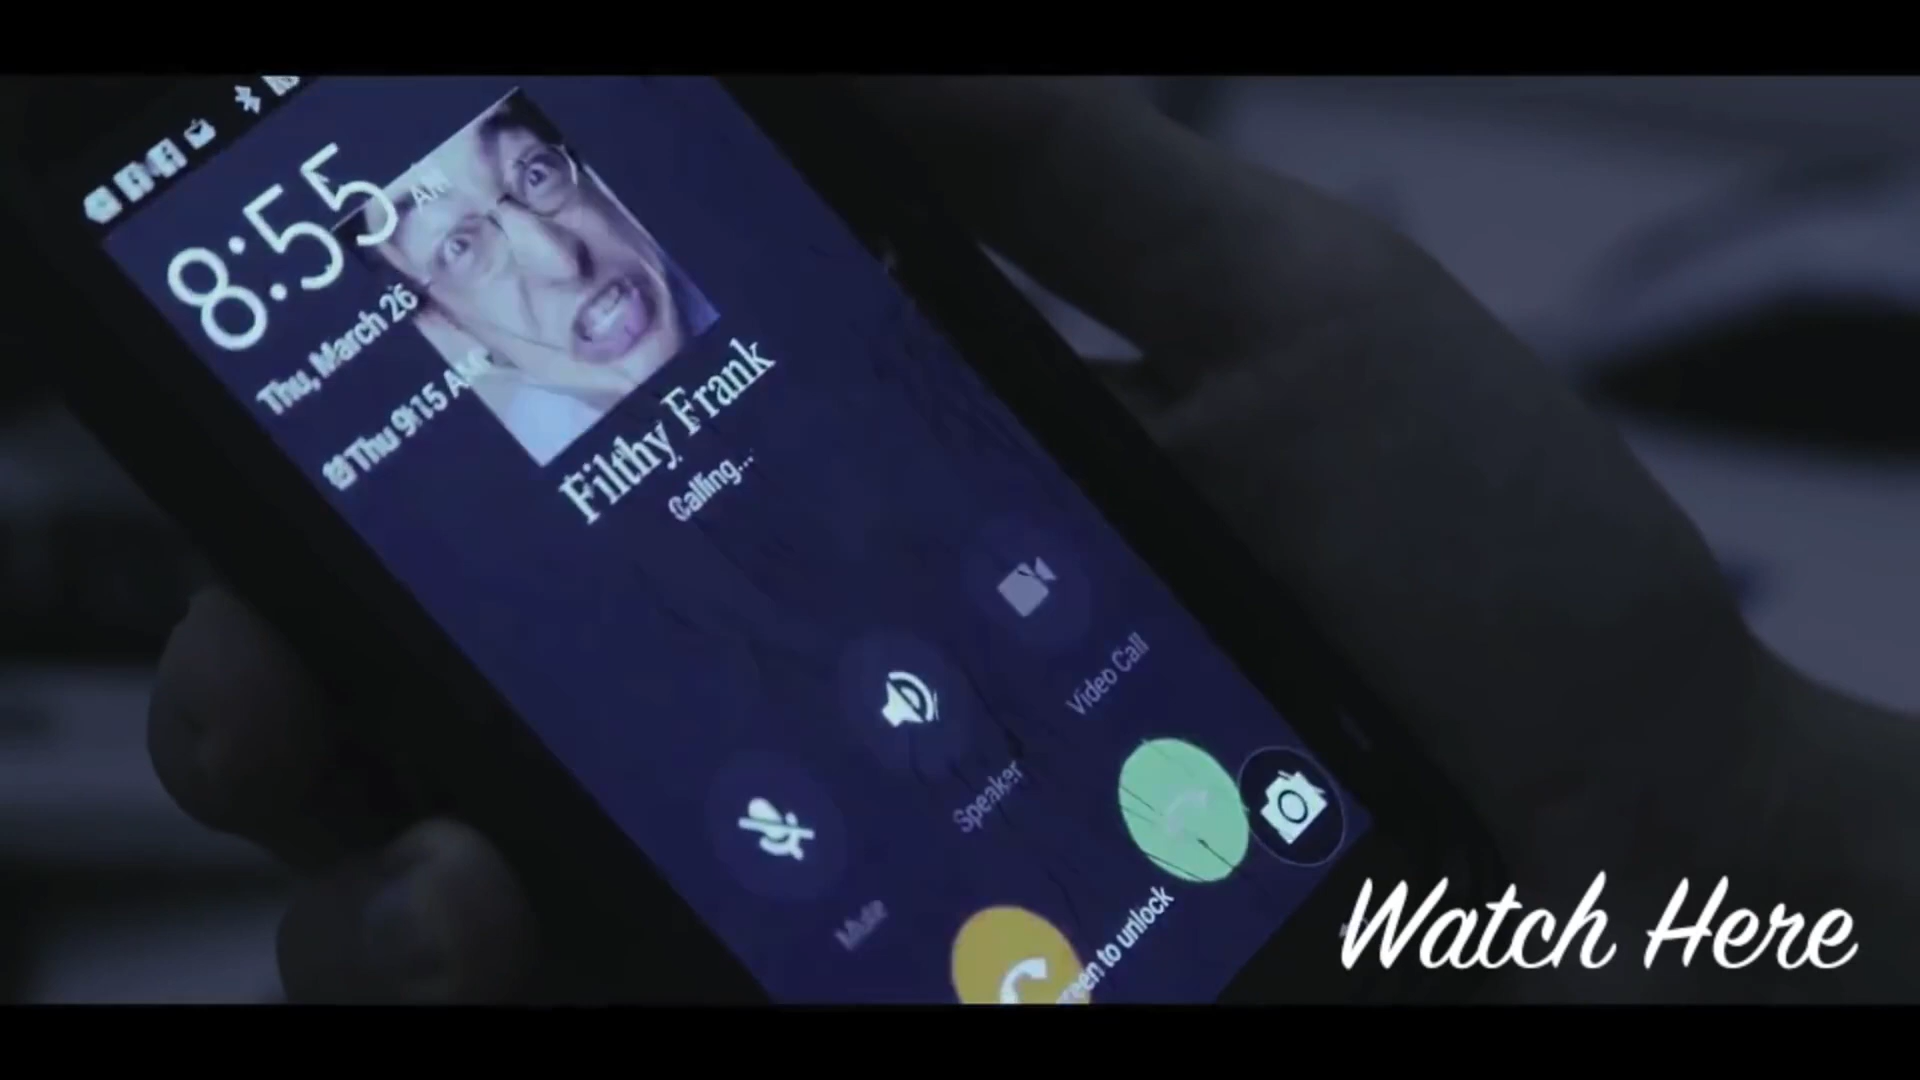 8:55 AM
Thu, March 26
Thu 9:15 AM
Filthy Frank
Calling...
Video Call
Speaker
Mute
reen to unlock
Watch Here